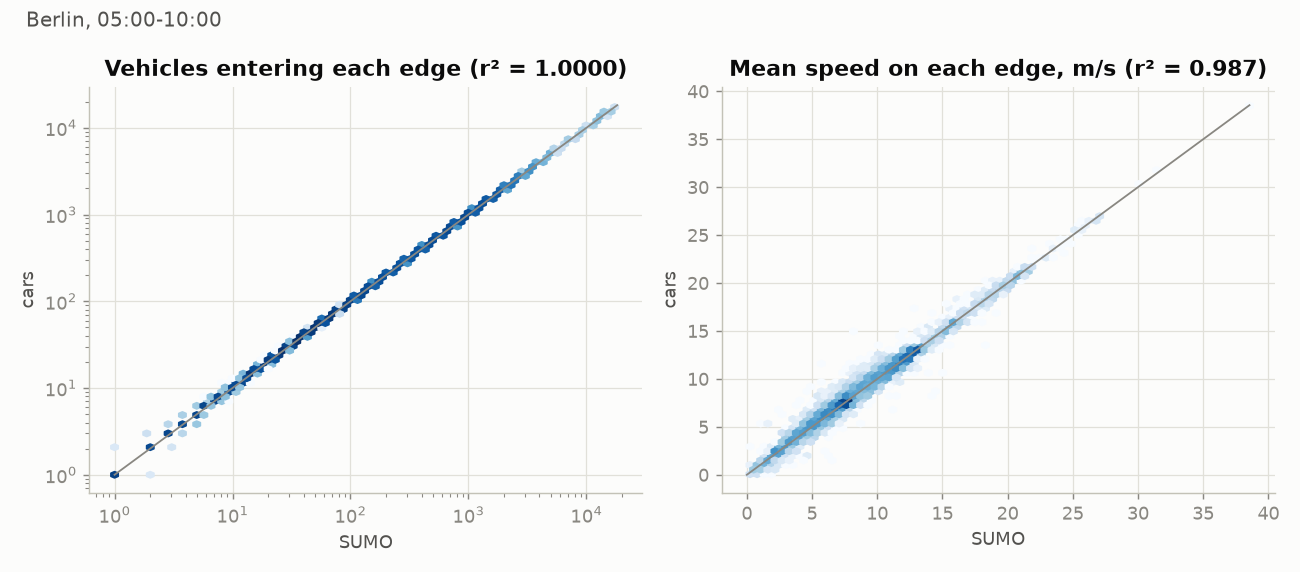 Berlin, 05:00-10:00
Vehicles entering each edge (r² = 1.0000)
cars
10⁴
10³
10²
10¹
10⁰
10⁰ 10¹ 10² 10³ 10⁴
SUMO
Mean speed on each edge, m/s (r² = 0.987)
cars
40
35
30
25
20
15
10
5
0
0 5 10 15 20 25 30 35 40
SUMO